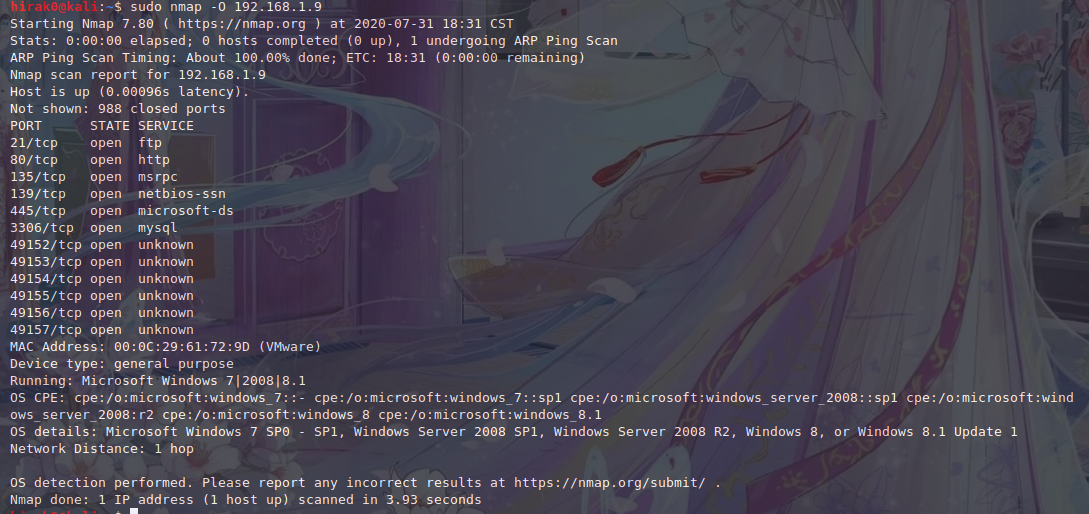 hirak0@kali:~$ sudo nmap -O 192.168.1.9
Starting Nmap 7.80 ( https://nmap.org ) at 2020-07-31 18:31 CST
Stats: 0:00:00 elapsed; 0 hosts completed (0 up), 1 undergoing ARP Ping Scan
ARP Ping Scan Timing: About 100.00% done; ETC: 18:31 (0:00:00 remaining)
Nmap scan report for 192.168.1.9
Host is up (0.00096s latency).
Not shown: 988 closed ports
PORT      STATE SERVICE
21/tcp    open  ftp
80/tcp    open  http
135/tcp   open  msrpc
139/tcp   open  netbios-ssn
445/tcp   open  microsoft-ds
3306/tcp  open  mysql
49152/tcp open  unknown
49153/tcp open  unknown
49154/tcp open  unknown
49155/tcp open  unknown
49156/tcp open  unknown
49157/tcp open  unknown
MAC Address: 00:0C:29:61:72:9D (VMware)
Device type: general purpose
Running: Microsoft Windows 7|2008|8.1
OS CPE: cpe:/o:microsoft:windows_7::- cpe:/o:microsoft:windows_7::sp1 cpe:/o:microsoft:windows_server_2008::sp1 cpe:/o:microsoft:wind
ows_server_2008:r2 cpe:/o:microsoft:windows_8 cpe:/o:microsoft:windows_8.1
OS details: Microsoft Windows 7 SP0 - SP1, Windows Server 2008 SP1, Windows Server 2008 R2, Windows 8, or Windows 8.1 Update 1
Network Distance: 1 hop
OS detection performed. Please report any incorrect results at https://nmap.org/submit/ .
Nmap done: 1 IP address (1 host up) scanned in 3.93 seconds